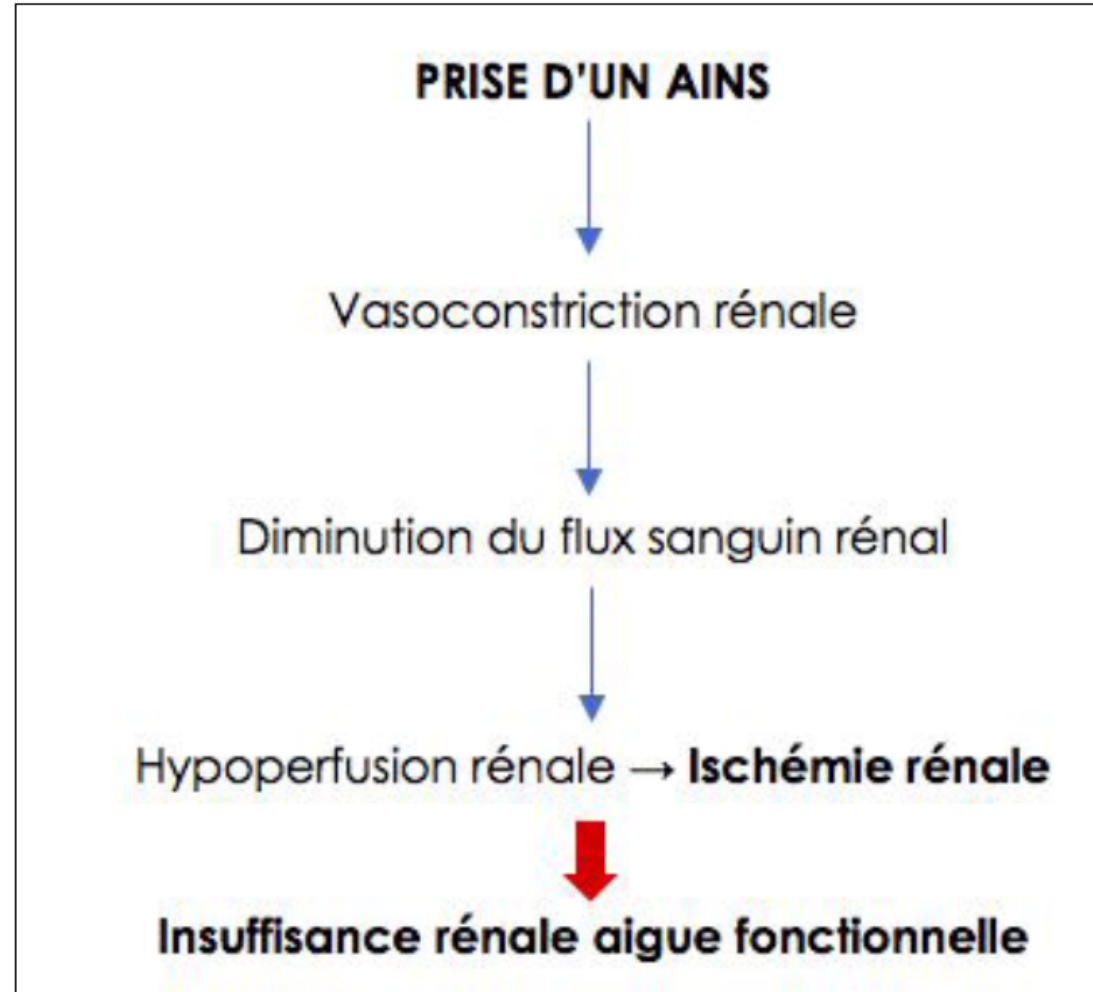 PRISE D'UN AINS
Vasoconstriction rénale
Diminution du flux sanguin rénal
Hypoperfusion rénale → Ischémie rénale
Insuffisance rénale aigue fonctionnelle